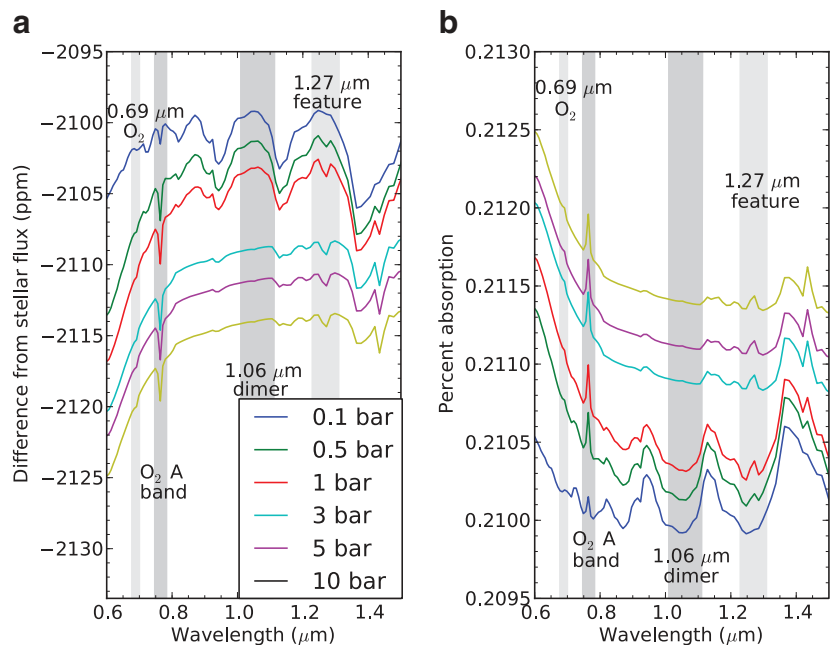 a
−2095
−2100
−2105
−2110
−2115
−2120
−2125
−2130
Difference from stellar flux (ppm)
0.69 μm
O₂
1.27 μm
feature
1.06 μm
dimer
O₂ A
band
0.1 bar
0.5 bar
1 bar
3 bar
5 bar
10 bar
0.6 0.8 1.0 1.2 1.4
Wavelength (μm)
b
0.2130
0.2125
0.2120
0.2115
0.2110
0.2105
0.2100
0.2095
Percent absorption
0.69 μm
O₂
1.27 μm
feature
O₂ A
band
1.06 μm
dimer
0.6 0.8 1.0 1.2 1.4
Wavelength (μm)